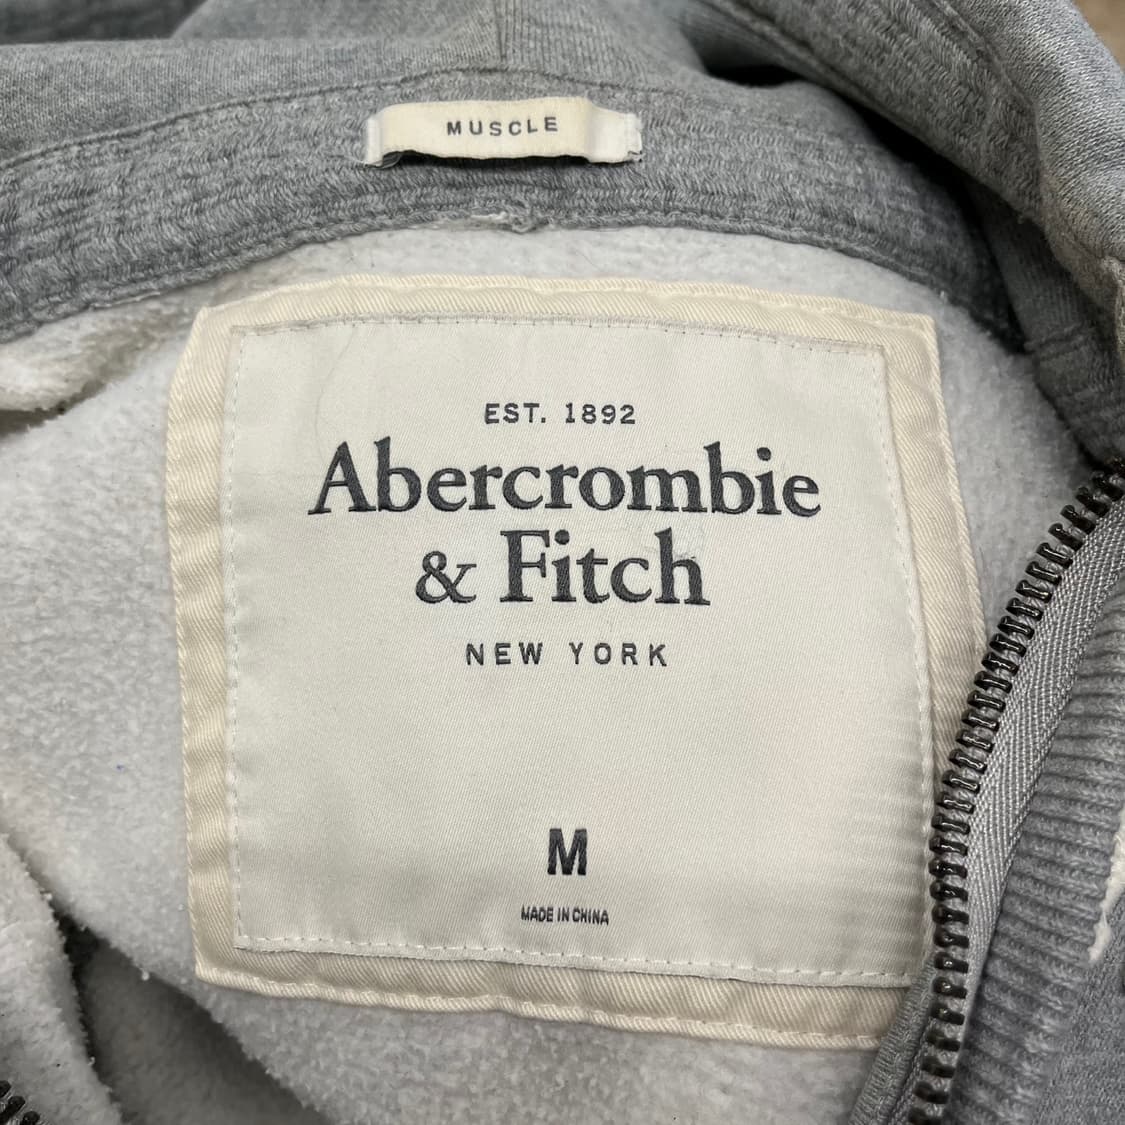 MUSCLE
EST. 1892
Abercrombie
& Fitch
NEW YORK
M
MADE IN CHINA